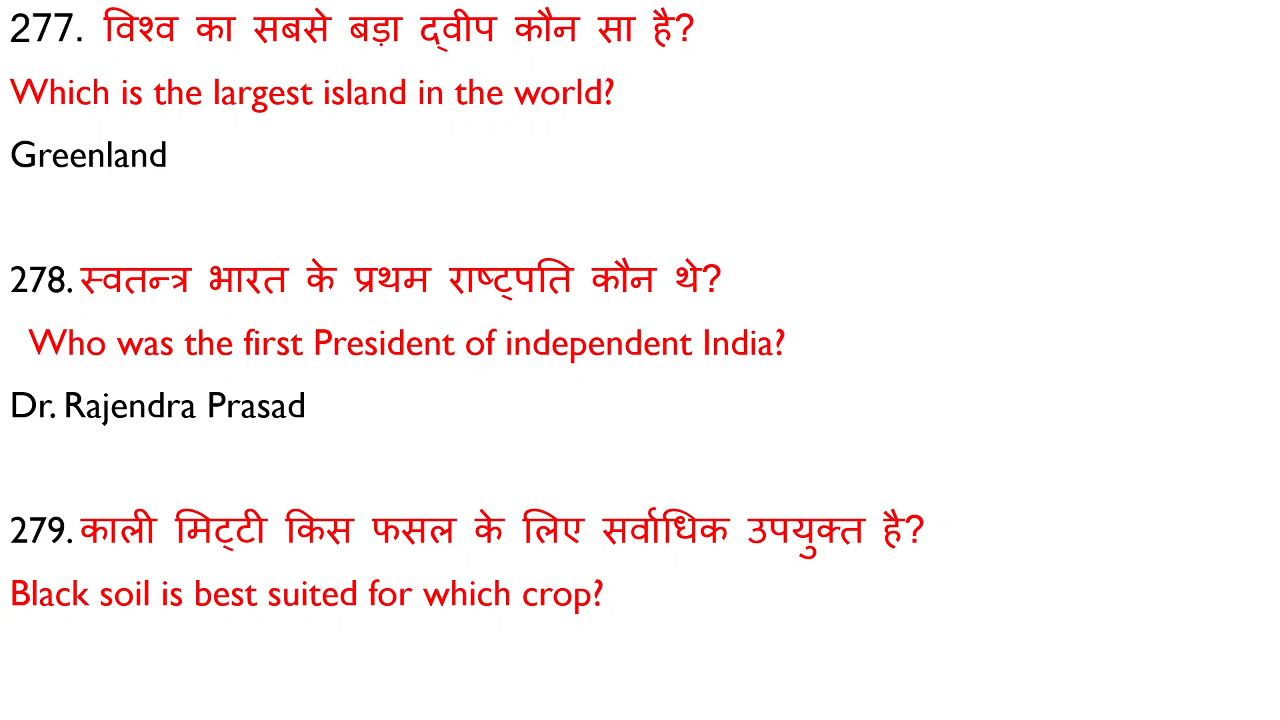 277. विश्व का सबसे बड़ा द्वीप कौन सा है?
Which is the largest island in the world?
Greenland
278. स्वतन्त्र भारत के प्रथम राष्ट्पति कौन थे?
Who was the first President of independent India?
Dr. Rajendra Prasad
279. काली मिट्टी किस फसल के लिए सर्वाधिक उपयुक्त है?
Black soil is best suited for which crop?